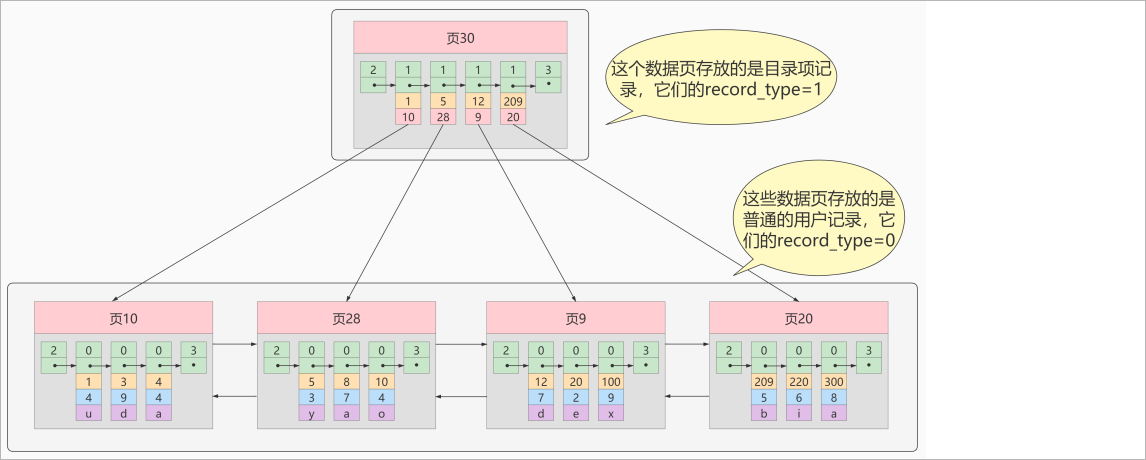 页30
2 1 1 1 1 3
1 5 12 209
10 28 9 20
这个数据页存放的是目录项记
录，它们的record_type=1
这些数据页存放的是
普通的用户记录，它
们的record_type=0
页10
2 0 0 0 3
1 3 4
4 9 4
u d a
页28
2 0 0 0 3
5 8 10
3 7 4
y a o
页9
2 0 0 0 3
12 20 100
7 2 9
d e x
页20
2 0 0 0 3
209 220 300
5 6 8
b i a